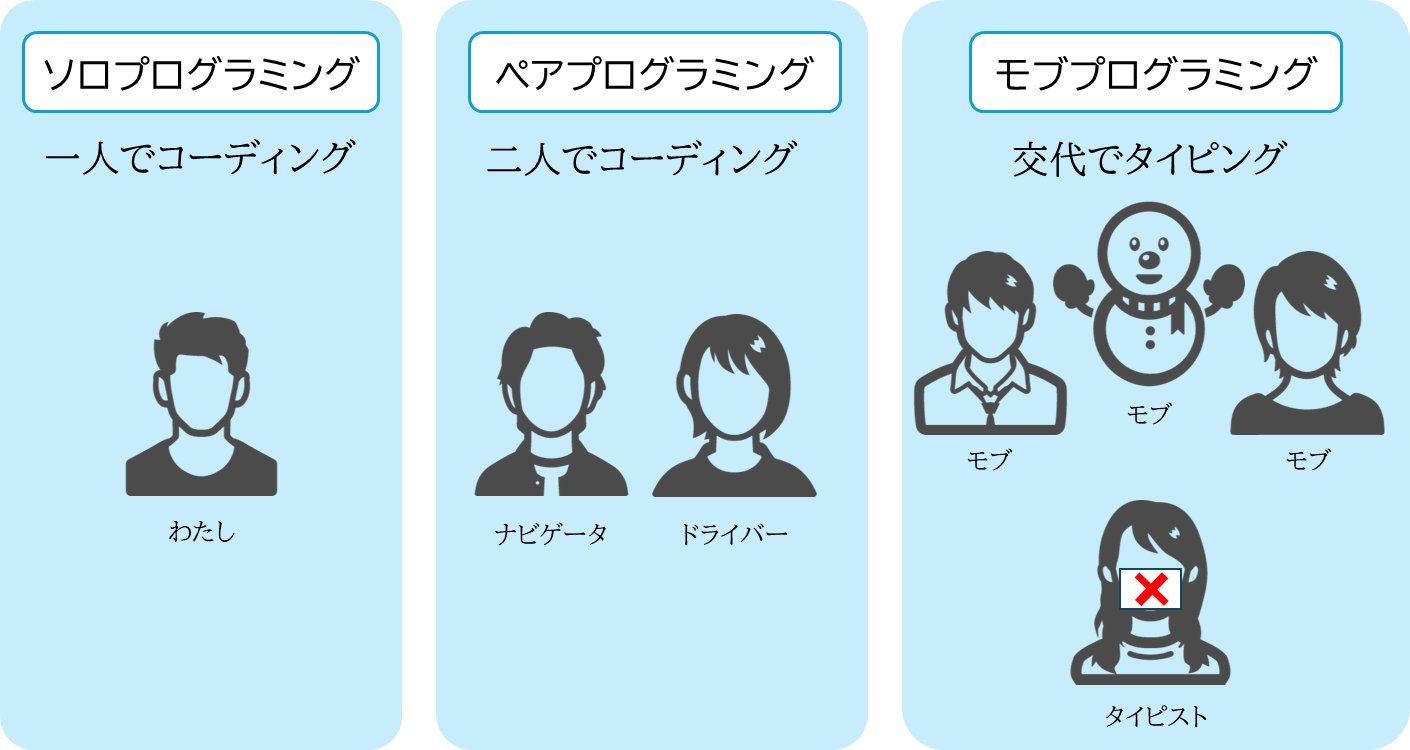 ソロプログラミング
一人でコーディング
わたし
ペアプログラミング
二人でコーディング
ナビゲータ
ドライバー
モブプログラミング
交代でタイピング
モブ
モブ
モブ
タイピスト